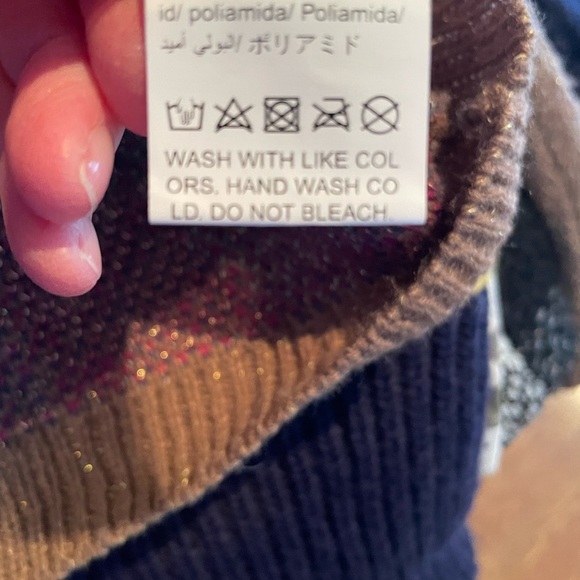 id/ poliamida/ Poliamida/
البولي أميد/ ポリアミド
WASH WITH LIKE COL
ORS. HAND WASH CO
LD. DO NOT BLEACH.